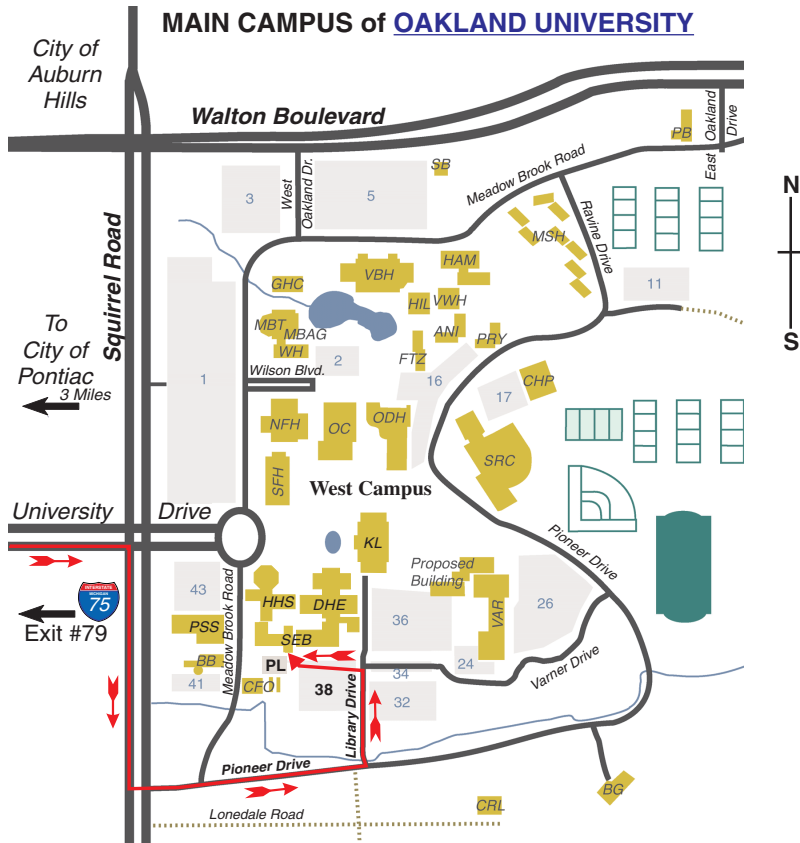 MAIN CAMPUS of OAKLAND UNIVERSITY
City of
Auburn
Hills
Walton Boulevard
PB
East Oakland
Drive
SB
Meadow Brook Road
3
West
Oakland Dr.
5
MSH
Ravine Drive
N
S
Squirrel Road
GHC
VBH
HAM
11
HIL
VWH
MBT
MBAG
WH
ANI
PRY
FTZ
To
City of
Pontiac
3 Miles
1
2
Wilson Blvd.
16
17
CHP
NFH
OC
ODH
SRC
SFH
West Campus
University
Drive
KL
Pioneer Drive
Proposed
Building
INTERSTATE
MICHIGAN
75
Exit #79
43
Meadow Brook Road
HHS
DHE
36
VAR
26
PSS
SEB
BB
PL
24
Varner Drive
41
CFO
38
Library Drive
34
32
Pioneer Drive
BG
CRL
Lonedale Road